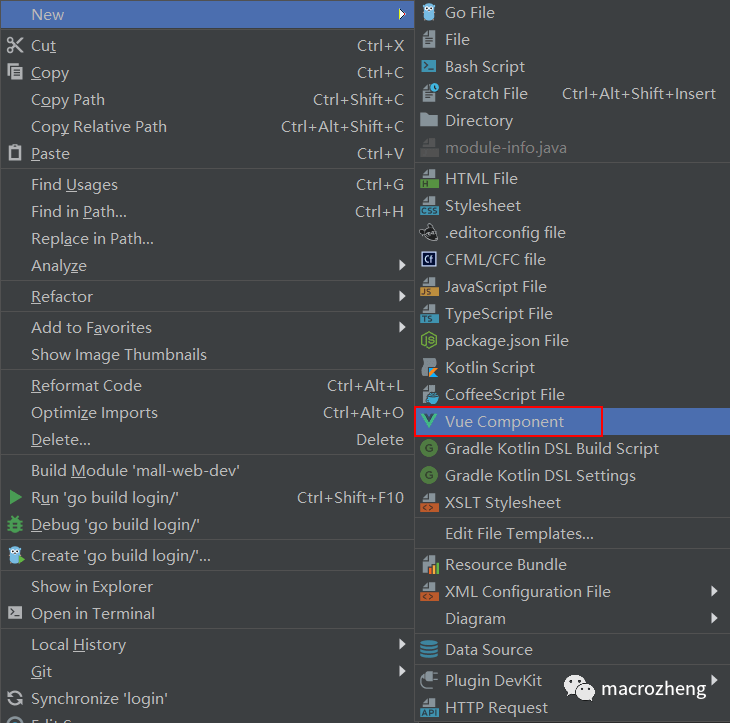 New
Cut Ctrl+X
Copy Ctrl+C
Copy Path Ctrl+Shift+C
Copy Relative Path Ctrl+Alt+Shift+C
Paste Ctrl+V
Find Usages Ctrl+G
Find in Path... Ctrl+H
Replace in Path...
Analyze
Refactor
Add to Favorites
Show Image Thumbnails
Reformat Code Ctrl+Alt+L
Optimize Imports Ctrl+Alt+O
Delete... Delete
Build Module 'mall-web-dev'
Run 'go build login/' Ctrl+Shift+F10
Debug 'go build login/'
Create 'go build login/'...
Show in Explorer
Open in Terminal
Local History
Git
Synchronize 'login'
Go File
File
Bash Script
Scratch File Ctrl+Alt+Shift+Insert
Directory
module-info.java
HTML File
Stylesheet
.editorconfig file
CFML/CFC file
JavaScript File
TypeScript File
package.json File
Kotlin Script
CoffeeScript File
Vue Component
Gradle Kotlin DSL Build Script
Gradle Kotlin DSL Settings
XSLT Stylesheet
Edit File Templates...
Resource Bundle
XML Configuration File
Diagram
Data Source
Plugin DevKit
HTTP Request
macrozheng